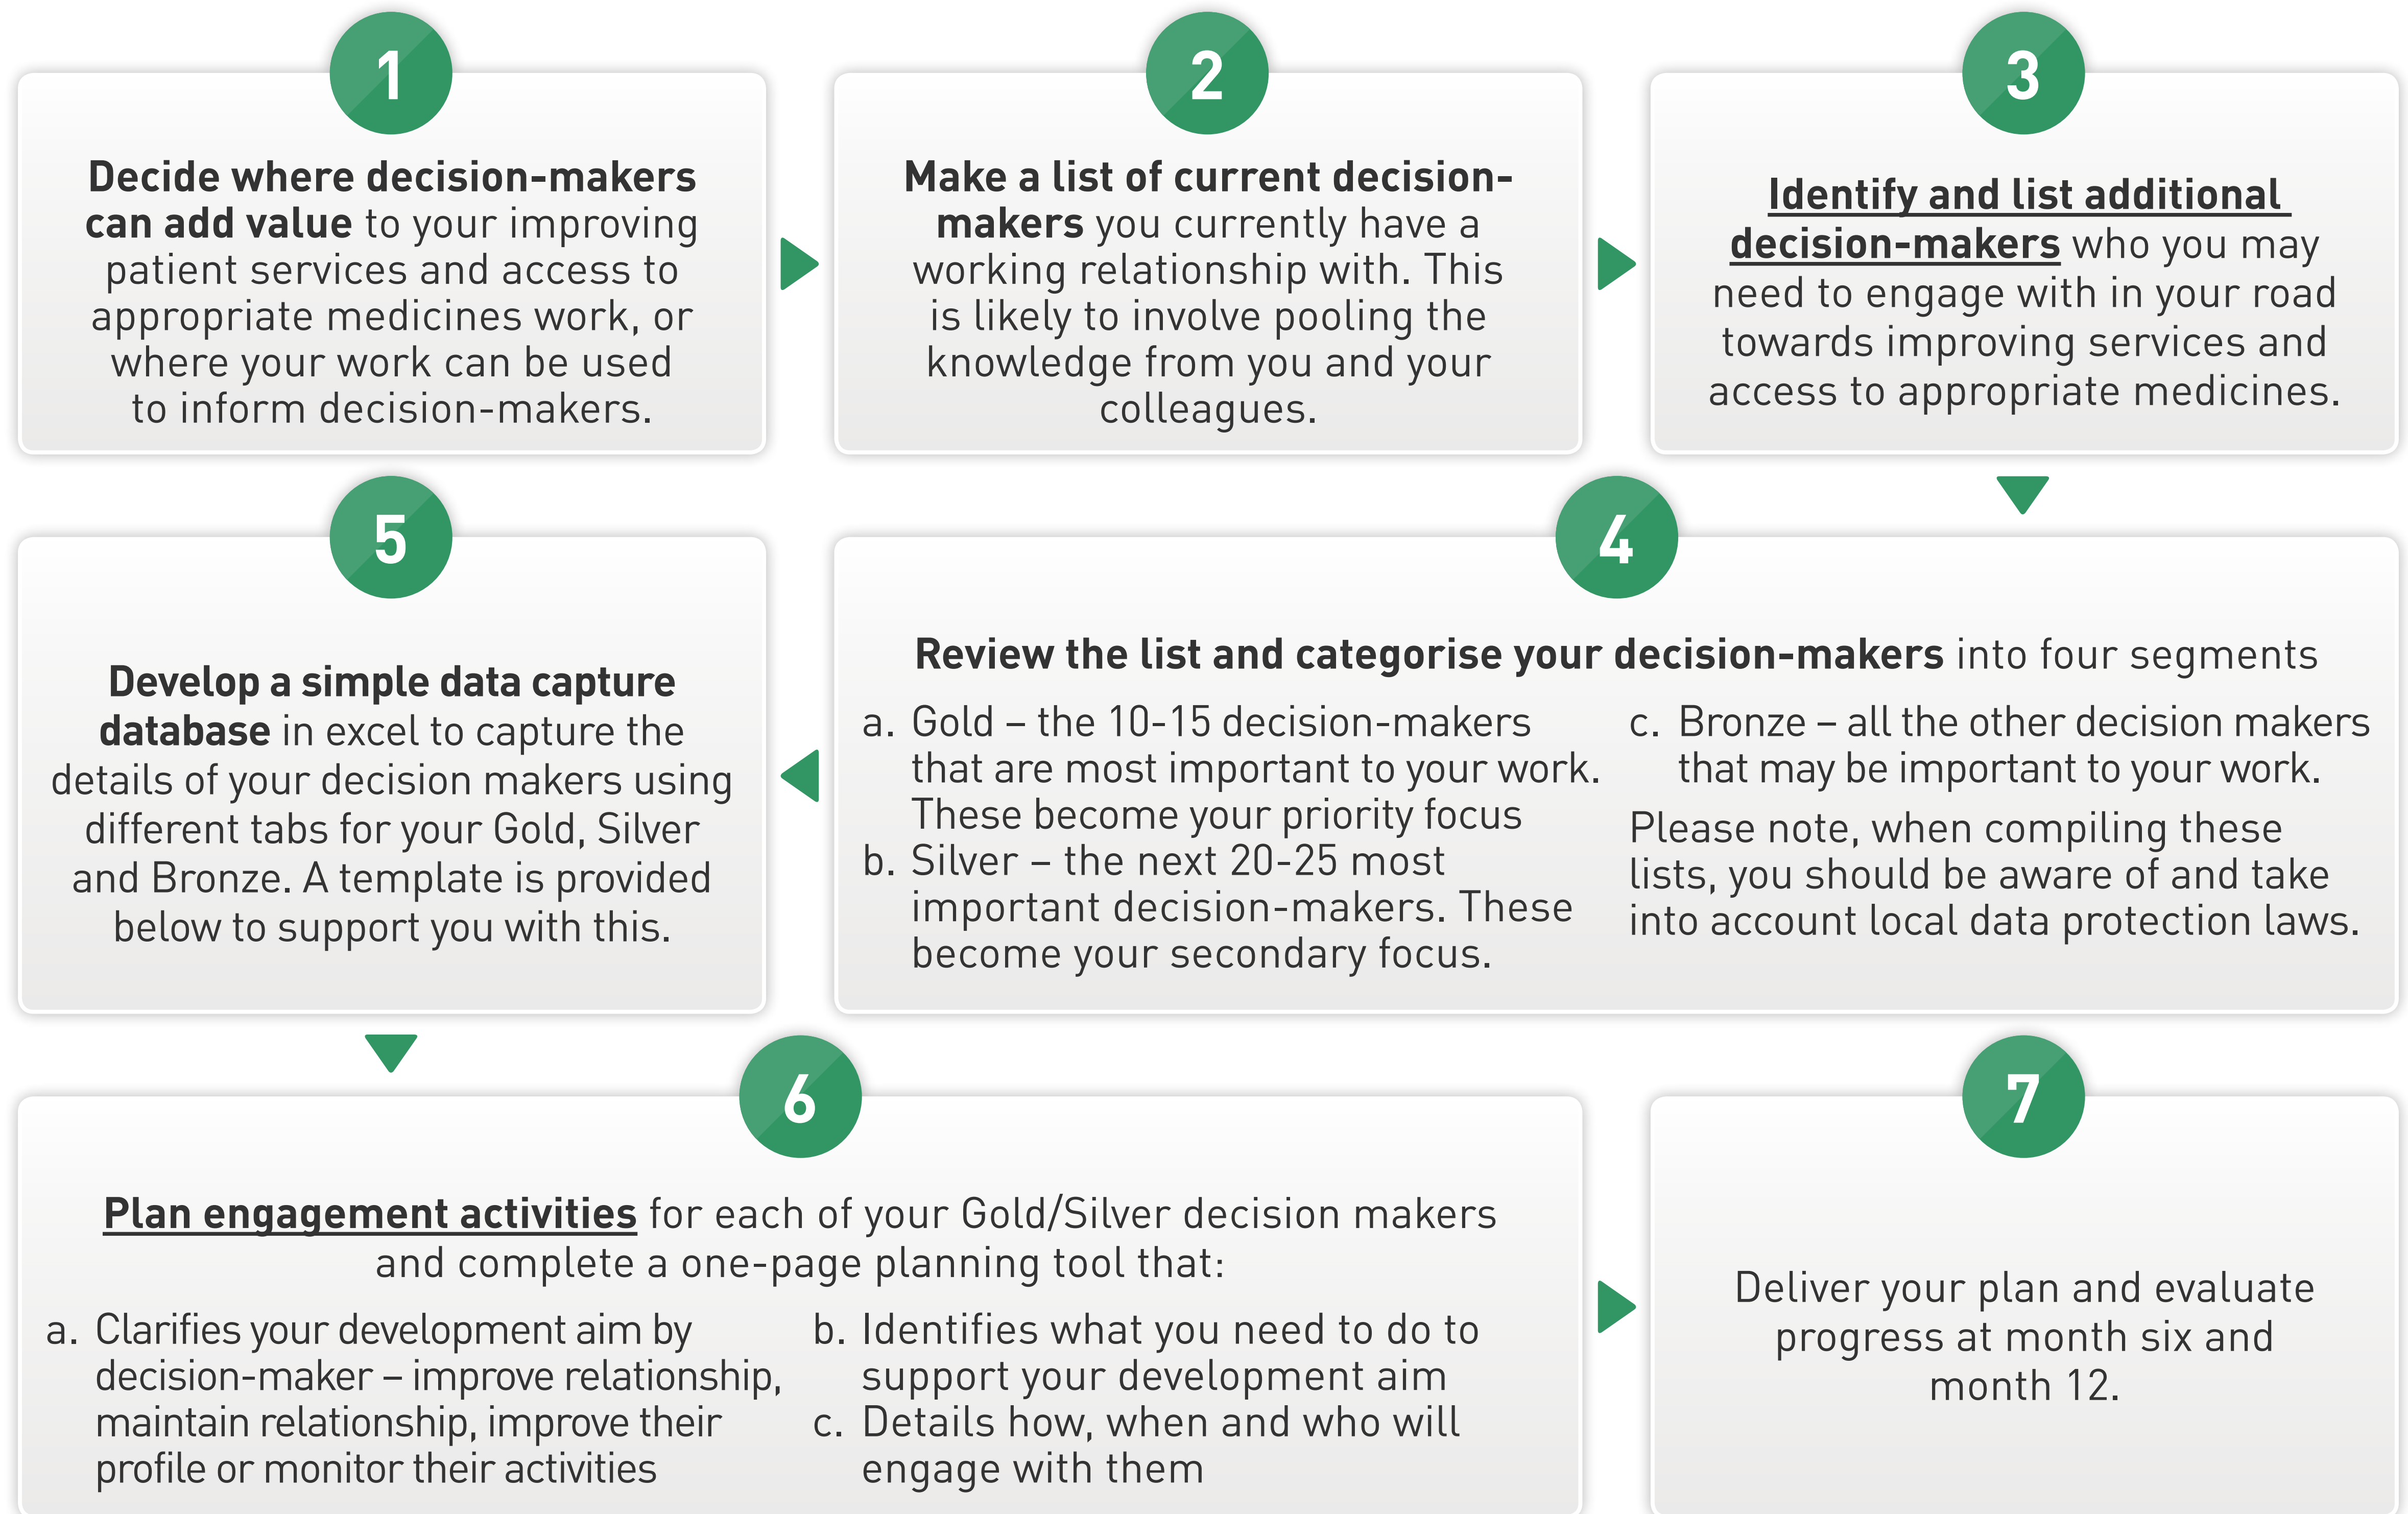 1
Decide where decision-makers
can add value to your improving
patient services and access to
appropriate medicines work, or
where your work can be used
to inform decision-makers.
2
Make a list of current decision-
makers you currently have a
working relationship with. This
is likely to involve pooling the
knowledge from you and your
colleagues.
3
Identify and list additional
decision-makers who you may
need to engage with in your road
towards improving services and
access to appropriate medicines.
4
Review the list and categorise your decision-makers into four segments
a. Gold – the 10-15 decision-makers
that are most important to your work.
These become your priority focus
b. Silver – the next 20-25 most
important decision-makers. These
become your secondary focus.
c. Bronze – all the other decision makers
that may be important to your work.
Please note, when compiling these
lists, you should be aware of and take
into account local data protection laws.
5
Develop a simple data capture
database in excel to capture the
details of your decision makers using
different tabs for your Gold, Silver
and Bronze. A template is provided
below to support you with this.
6
Plan engagement activities for each of your Gold/Silver decision makers
and complete a one-page planning tool that:
a. Clarifies your development aim by
decision-maker – improve relationship,
maintain relationship, improve their
profile or monitor their activities
b. Identifies what you need to do to
support your development aim
c. Details how, when and who will
engage with them
7
Deliver your plan and evaluate
progress at month six and
month 12.